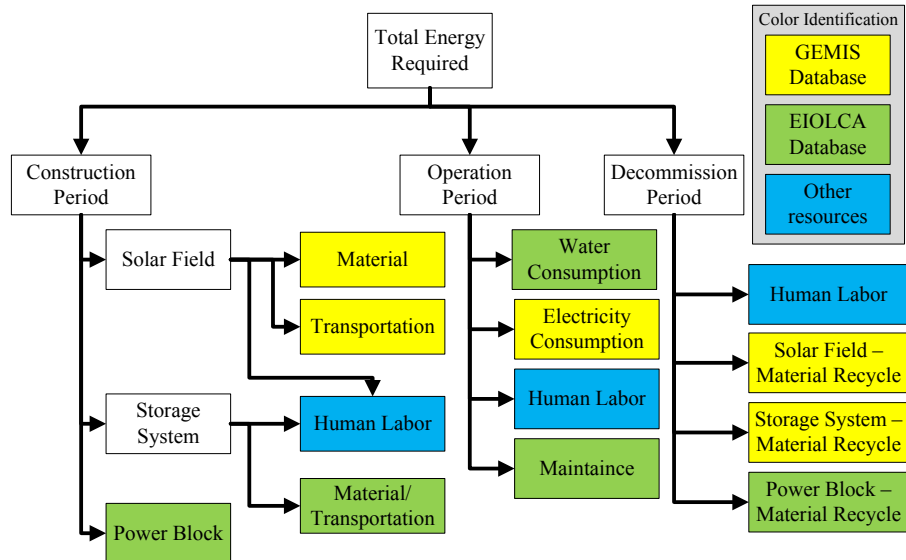 Total Energy
Required
Color Identification
GEMIS
Database
EIOLCA
Database
Other
resources
Construction
Period
Operation
Period
Decommission
Period
Solar Field
Material
Transportation
Storage
System
Human Labor
Material/
Transportation
Power Block
Water
Consumption
Electricity
Consumption
Human Labor
Maintaince
Human Labor
Solar Field –
Material Recycle
Storage System –
Material Recycle
Power Block –
Material Recycle